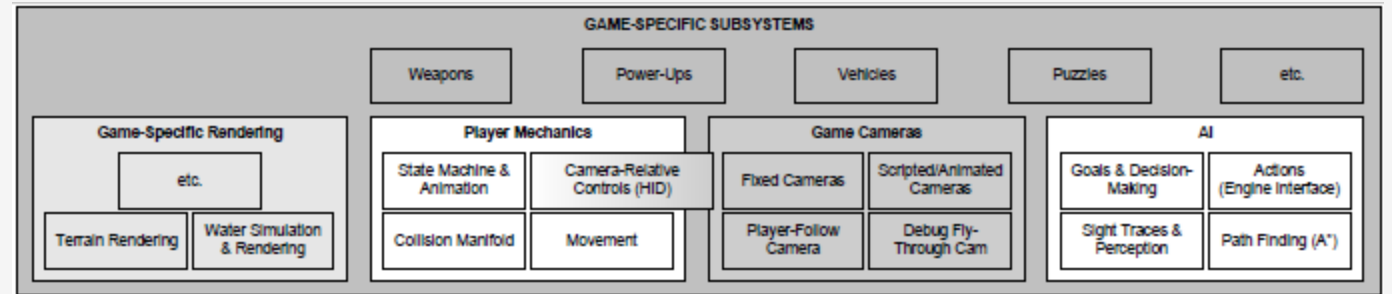 GAME-SPECIFIC SUBSYSTEMS
Weapons
Power-Ups
Vehicles
Puzzles
etc.
Game-Specific Rendering
etc.
Terrain Rendering
Water Simulation
& Rendering
Player Mechanics
State Machine &
Animation
Camera-Relative
Controls (HID)
Collision Manifold
Movement
Game Cameras
Fixed Cameras
Scripted/Animated
Cameras
Player-Follow
Camera
Debug Fly-
Through Cam
AI
Goals & Decision-
Making
Actions
(Engine Interface)
Sight Traces &
Perception
Path Finding (A*)